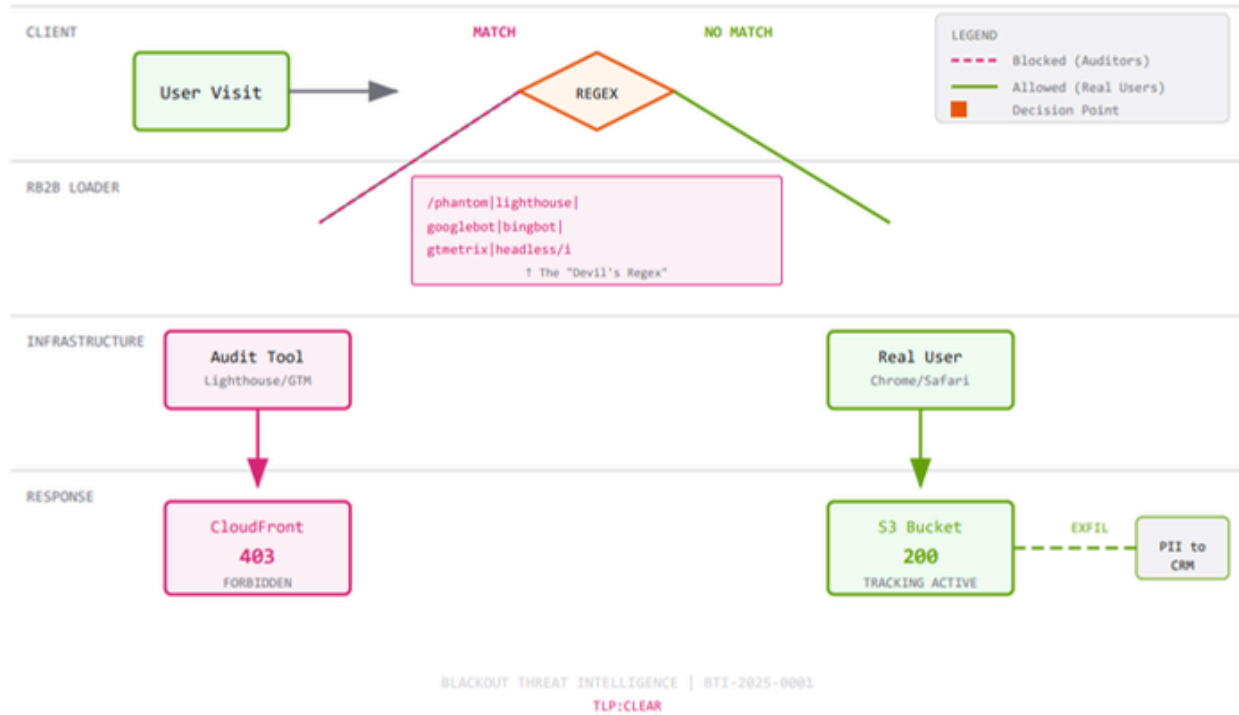 CLIENT
MATCH
NO MATCH
LEGEND
Blocked (Auditors)
Allowed (Real Users)
Decision Point
User Visit
REGEX
RB2B LOADER
/phantom|lighthouse|
googlebot|bingbot|
gtmetrix|headless/i
↑ The "Devil's Regex"
INFRASTRUCTURE
Audit Tool
Lighthouse/GTM
Real User
Chrome/Safari
RESPONSE
CloudFront
403
FORBIDDEN
S3 Bucket
200
TRACKING ACTIVE
EXFIL
PII to
CRM
BLACKOUT THREAT INTELLIGENCE | BTI-2025-0001
TLP:CLEAR